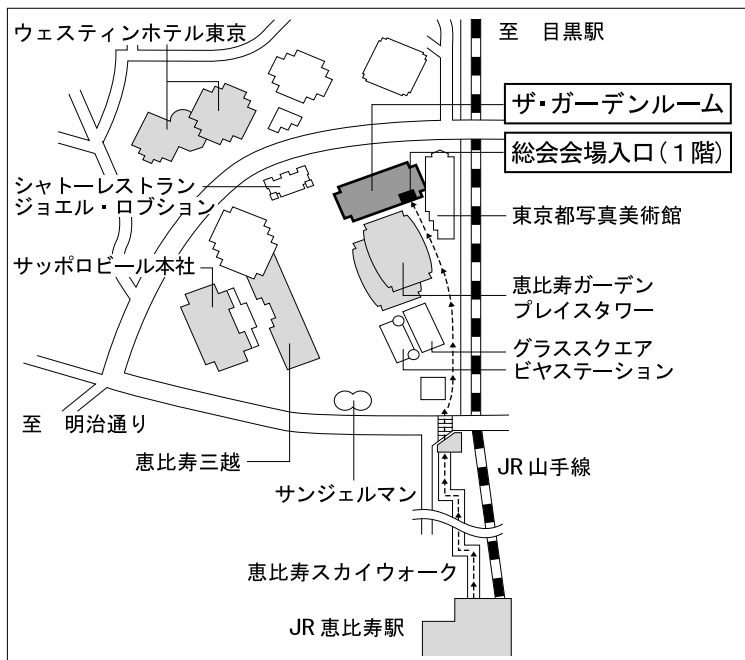 ウェスティンホテル東京
至　目黒駅
ザ・ガーデンルーム
総会会場入口(1階)
シャトーレストラン
ジョエル・ロブション
東京都写真美術館
サッポロビール本社
恵比寿ガーデン
プレイスタワー
グラススクエア
ビヤステーション
至　明治通り
恵比寿三越
サンジェルマン
JR山手線
恵比寿スカイウォーク
JR恵比寿駅